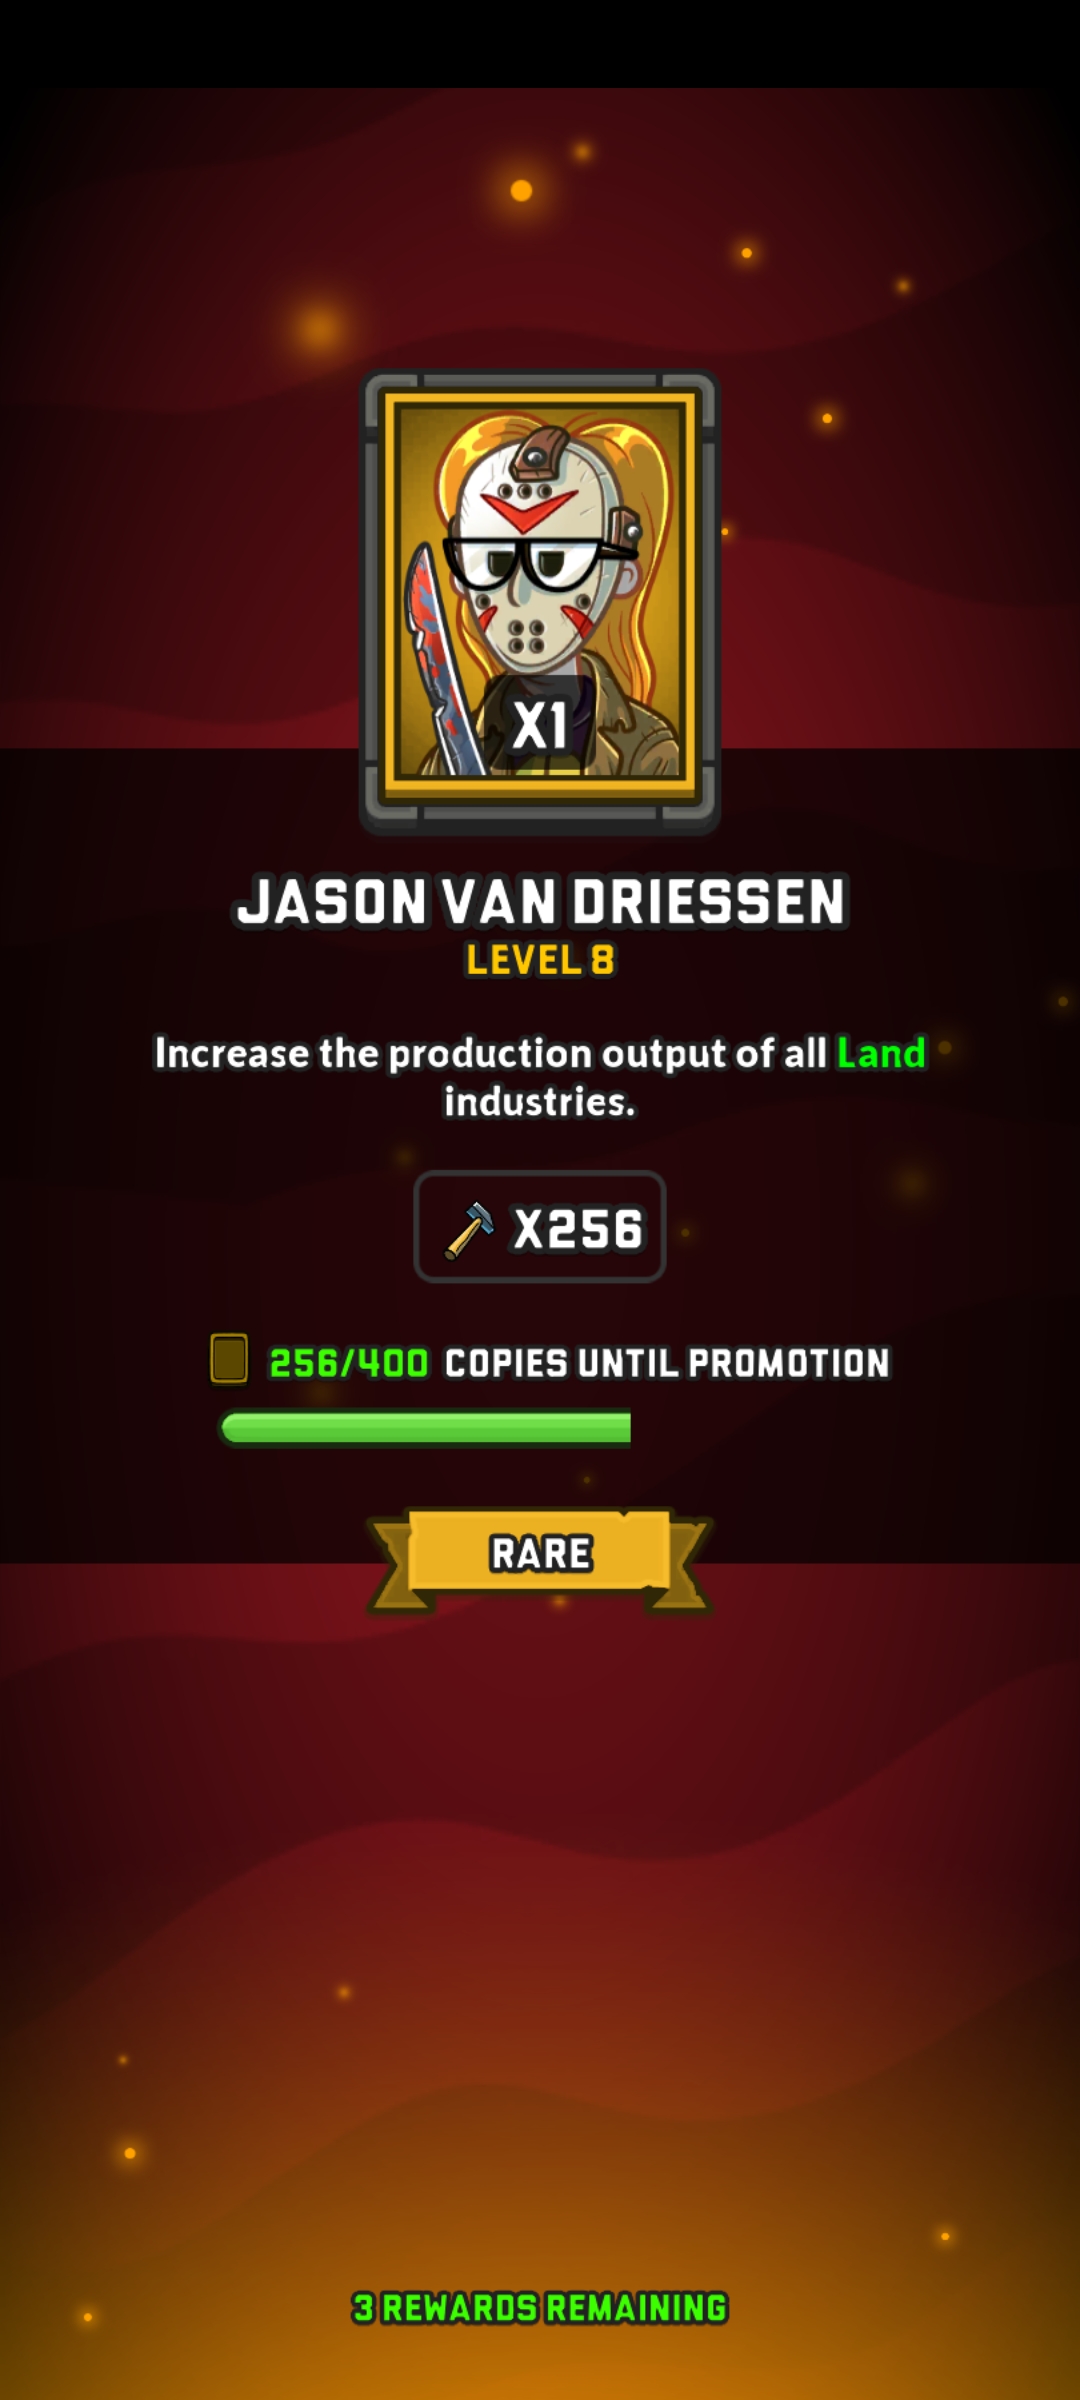 X1
JASON VAN DRIESSEN
LEVEL 8
Increase the production output of all Land
industries.
X256
256/400 COPIES UNTIL PROMOTION
RARE
3 REWARDS REMAINING